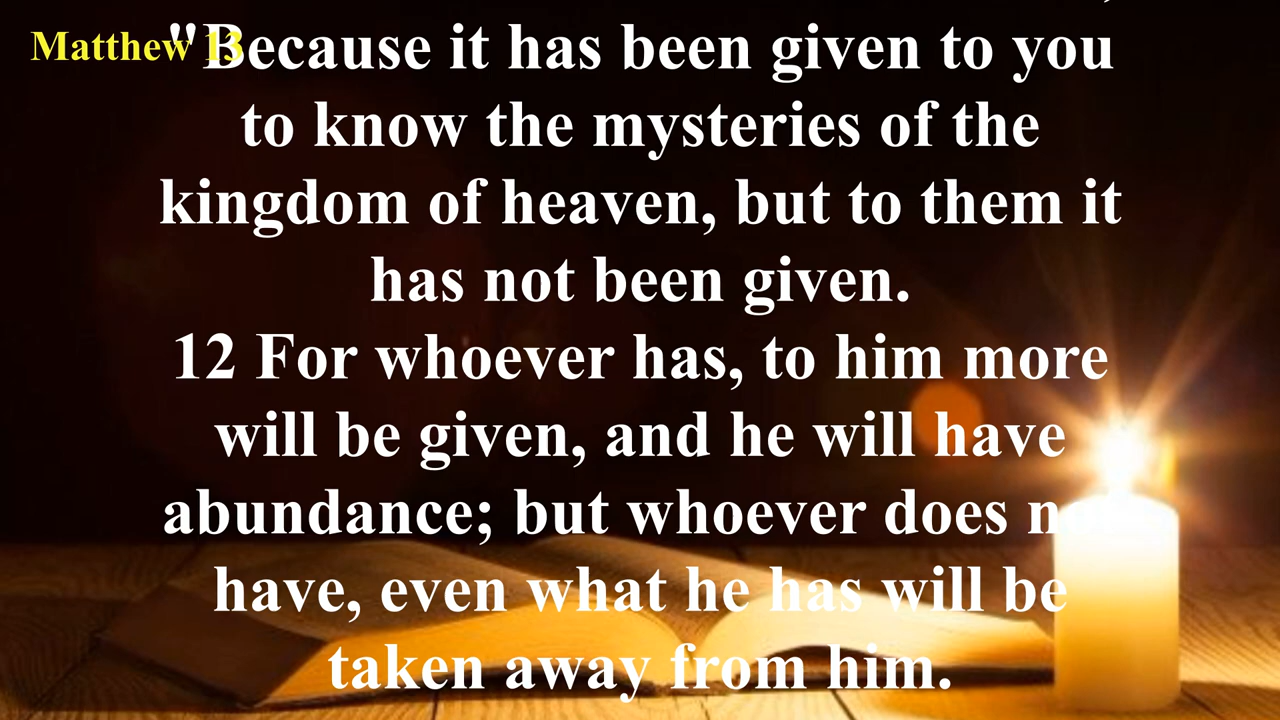 Matthew 13
"Because it has been given to you
to know the mysteries of the
kingdom of heaven, but to them it
has not been given.
12 For whoever has, to him more
will be given, and he will have
abundance; but whoever does not
have, even what he has will be
taken away from him.